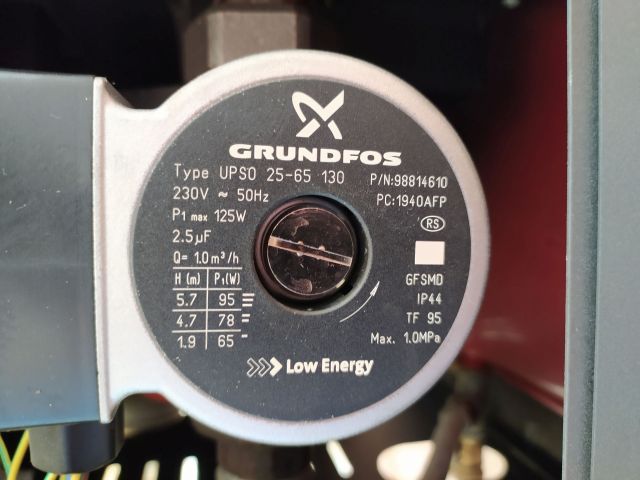 GRUNDFOS
Type UPSO 25-65 130
P/N:98814610
230V ~ 50Hz
PC:1940AFP
P1 max 125W
2.5µF
RS
Q= 1.0 m³/h
H (m) P1(W)
5.7 95
4.7 78
1.9 65
GFSMD
IP44
TF 95
Max. 1.0MPa
Low Energy